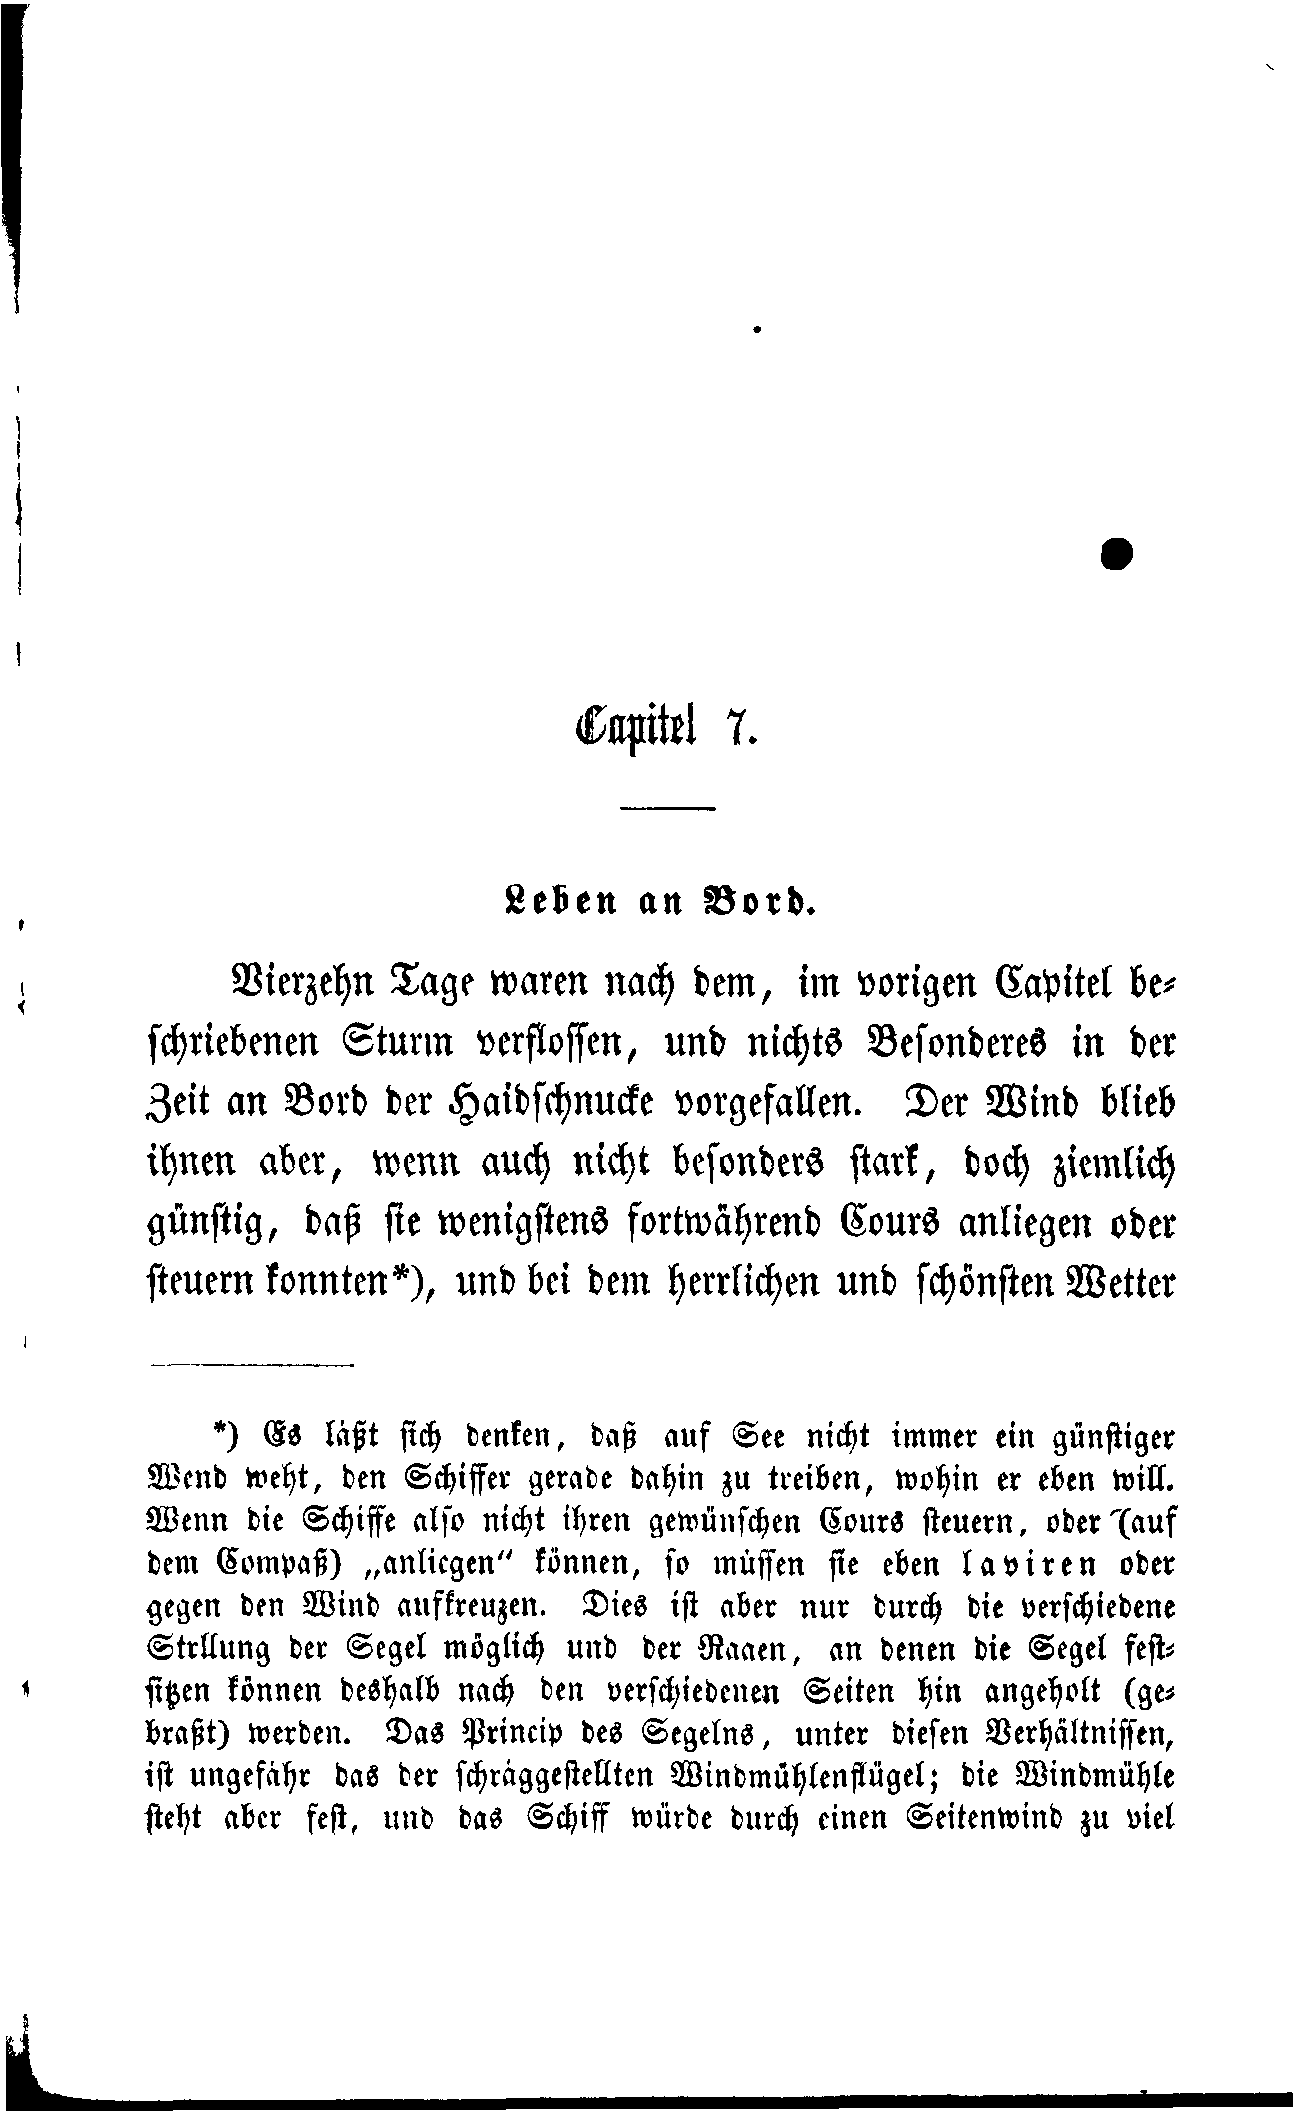 Capitel 7.
Leben an Bord.
Vierzehn Tage waren nach dem, im vorigen Capitel be-
schriebenen Sturm verflossen, und nichts Besonderes in der
Zeit an Bord der Haidschnucke vorgefallen. Der Wind blieb
ihnen aber, wenn auch nicht besonders stark, doch ziemlich
günstig, daß sie wenigstens fortwährend Cours anliegen oder
steuern konnten*), und bei dem herrlichen und schönsten Wetter
*) Es läßt sich denken, daß auf See nicht immer ein günstiger
Wend weht, den Schiffer gerade dahin zu treiben, wohin er eben will.
Wenn die Schiffe also nicht ihren gewünschen Cours steuern, oder (auf
dem Compaß) „anliegen“ können, so müssen sie eben laviren oder
gegen den Wind aufkreuzen. Dies ist aber nur durch die verschiedene
Strllung der Segel möglich und der Raaen, an denen die Segel fest-
sitzen können deshalb nach den verschiedenen Seiten hin angeholt (ge-
braßt) werden. Das Princip des Segelns, unter diesen Verhältnissen,
ist ungefähr das der schräggestellten Windmühlenflügel; die Windmühle
steht aber fest, und das Schiff würde durch einen Seitenwind zu viel